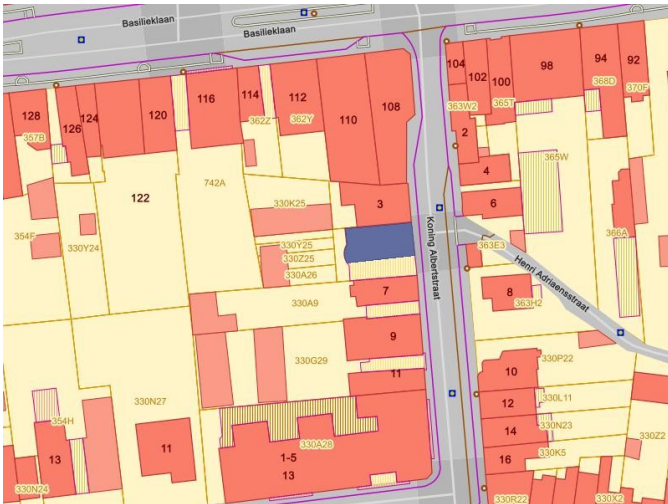 Basilieklaan
Basilieklaan
128
357B
126
124
120
116
114
362Z
112
362Y
110
108
104
102
363W2
100
365T
98
94
368D
92
370F
2
4
365W
122
742A
330K25
3
6
354F
330Y24
330Y25
330Z25
330A26
Koning Albertstraat
363E3
366A
Henri Adriaensstraat
330A9
7
8
363H2
9
330G29
330P22
330N27
11
10
12
330L11
14
330N23
354H
11
13
330A28
1-5
13
16
330K5
330Z2
330N24
330R22
330X2